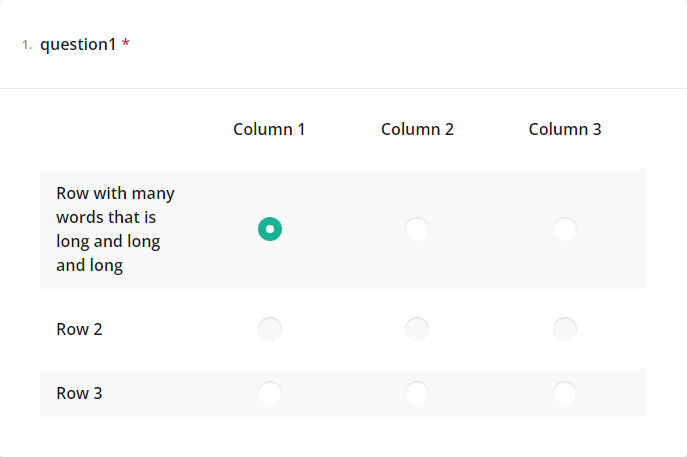 1. question1 *
Column 1 Column 2 Column 3
Row with many
words that is
long and long
and long
Row 2
Row 3